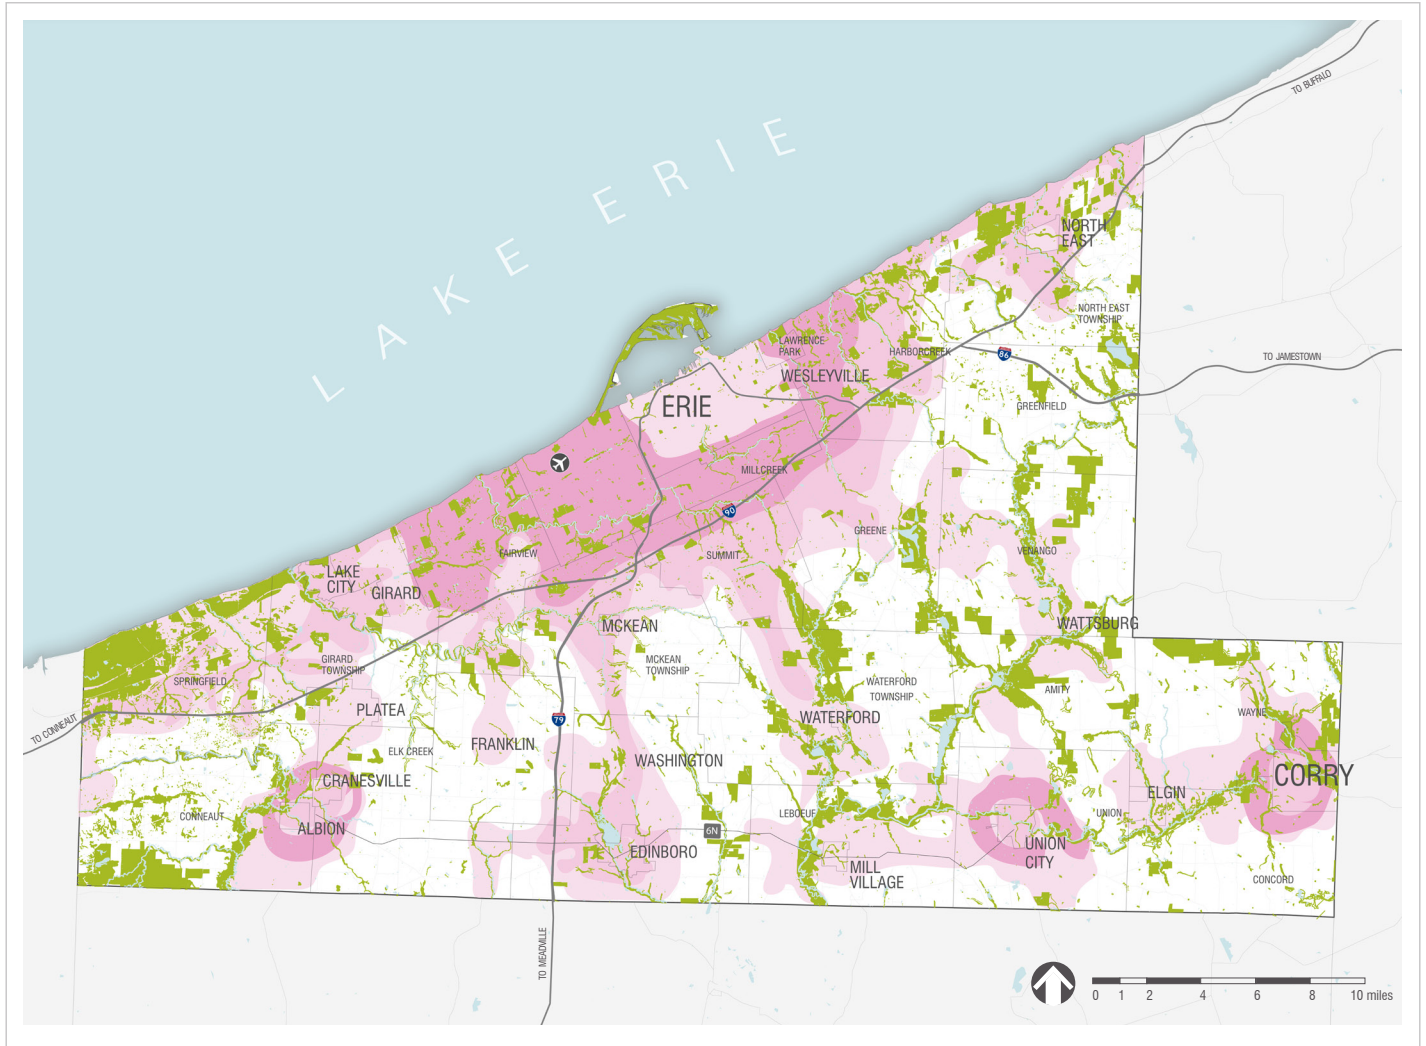 TO BUFFALO
LAKE ERIE
NORTH
EAST
NORTH EAST
TOWNSHIP
LAWRENCE
PARK
HARBORCREEK
86
TO JAMESTOWN
WESLEYVILLE
ERIE
GREENFIELD
MILLCREEK
90
GREENE
FAIRVIEW
SUMMIT
VENANGO
LAKE
CITY
GIRARD
MCKEAN
WATTSBURG
GIRARD
TOWNSHIP
MCKEAN
TOWNSHIP
SPRINGFIELD
WATERFORD
TOWNSHIP
AMITY
PLATEA
WATERFORD
WAYNE
TO CONNEAUT
79
FRANKLIN
ELK CREEK
WASHINGTON
CRANESVILLE
CORRY
ELGIN
CONNEAUT
LEBOEUF
UNION
ALBION
6N
EDINBORO
UNION
CITY
MILL
VILLAGE
CONCORD
TO MEADVILLE
0 1 2 4 6 8 10 miles